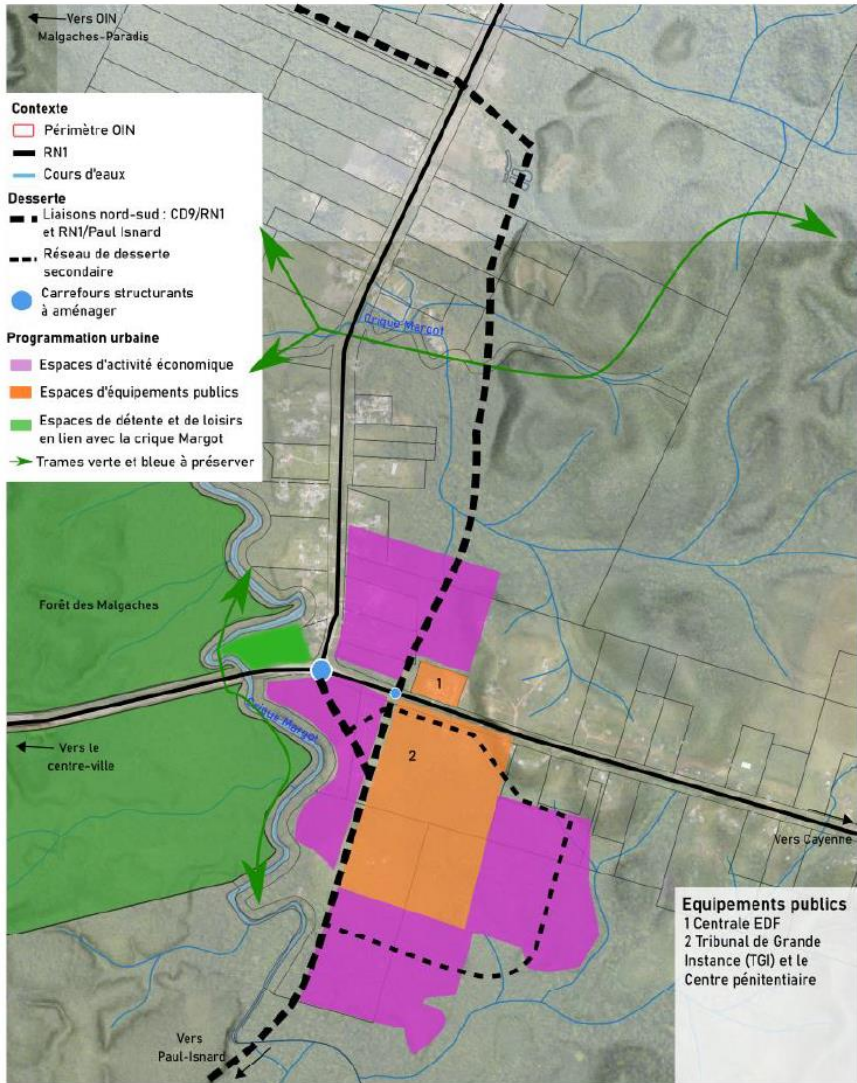 Vers OIN
Malgaches-Paradis
Contexte
Périmètre OIN
RN1
Cours d'eaux
Desserte
Liaisons nord-sud : CD9/RN1
et RN1/Paul Isnard
Réseau de desserte
secondaire
Carrefours structurants
à aménager
Programmation urbaine
Espaces d'activité économique
Espaces d'équipements publics
Espaces de détente et de loisirs
en lien avec la crique Margot
Trames verte et bleue à préserver
Crique Margot
Forêt des Malgaches
Crique Margot
1
2
Vers le
centre-ville
Vers Cayenne
Vers
Paul-Isnard
Equipements publics
1 Centrale EDF
2 Tribunal de Grande
Instance (TGI) et le
Centre pénitentiaire